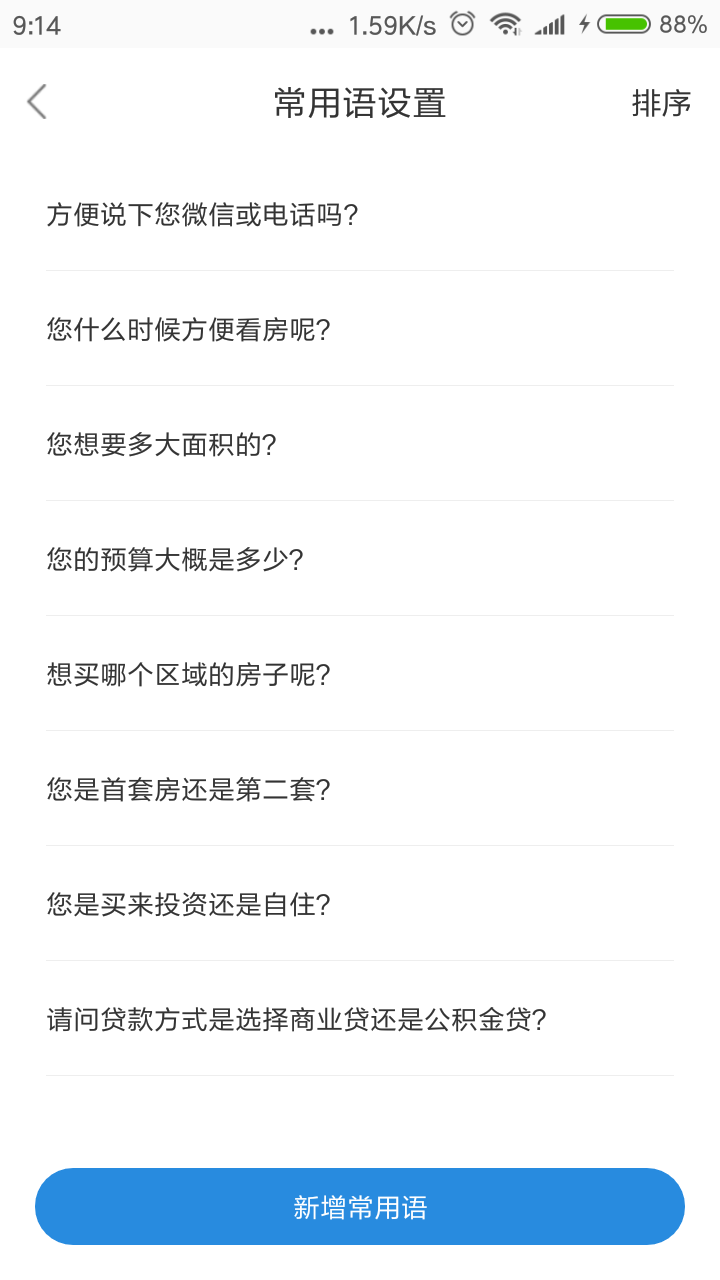 9:14 ... 1.59K/s 88%
常用语设置 排序
方便说下您微信或电话吗?
您什么时候方便看房呢?
您想要多大面积的?
您的预算大概是多少?
想买哪个区域的房子呢?
您是首套房还是第二套?
您是买来投资还是自住?
请问贷款方式是选择商业贷还是公积金贷?
新增常用语